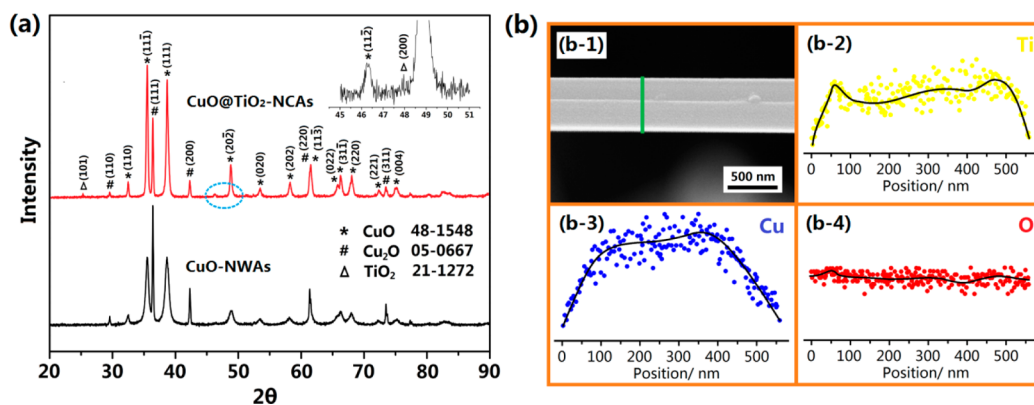 (a)
Intensity
CuO@TiO₂-NCAs
CuO-NWAs
Δ (101)
# (110)
* (110)
* (11̄1)
# (111)
* (111)
# (200)
* (202̄)
* (020)
* (202)
# (220)
* (113̄)
(022)
* (311̄)
* (220)
(221)
# (311)
* (004)
* (11̄2)
Δ (200)
45 46 47 48 49 50 51
* CuO 48-1548
# Cu₂O 05-0667
Δ TiO₂ 21-1272
20 30 40 50 60 70 80 90
2θ
(b)
(b-1)
500 nm
(b-2)
Ti
0 100 200 300 400 500
Position/ nm
(b-3)
Cu
0 100 200 300 400 500
Position/ nm
(b-4)
O
0 100 200 300 400 500
Position/ nm